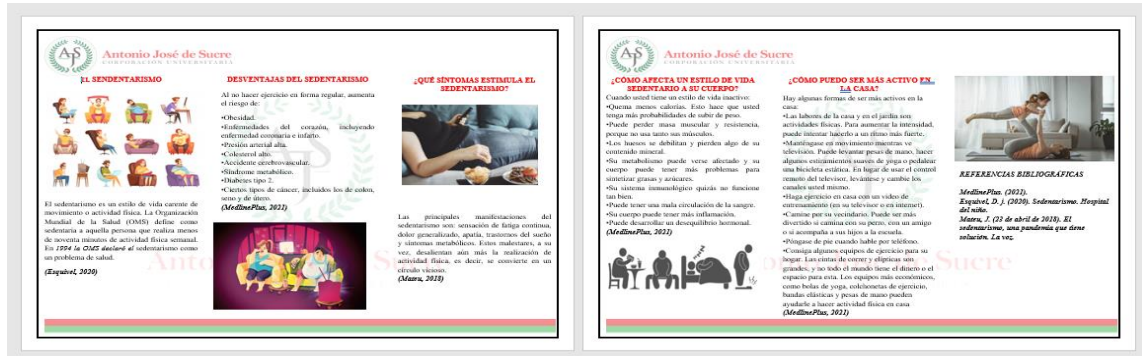 Antonio José de Sucre
CORPORACIÓN UNIVERSITARIA
EL SENDENTARISMO
El sedentarismo es un estilo de vida carente de
movimiento o actividad física. La Organización
Mundial de la Salud (OMS) define como
sedentaria a aquella persona que realiza menos
de noventa minutos de actividad física semanal.
En 1994 la OMS declaró el sedentarismo como
un problema de salud.
(Esquivel, 2020)
DESVENTAJAS DEL SEDENTARISMO
Al no hacer ejercicio en forma regular, aumenta
el riesgo de:
•Obesidad.
•Enfermedades del corazón, incluyendo
enfermedad coronaria e infarto.
•Presión arterial alta.
•Colesterol alto.
•Accidente cerebrovascular.
•Síndrome metabólico.
•Diabetes tipo 2.
•Ciertos tipos de cáncer, incluidos los de colon,
seno y de útero.
(MedlinePlus, 2021)
¿QUÉ SÍNTOMAS ESTIMULA EL
SEDENTARISMO?
Las principales manifestaciones del
sedentarismo son: sensación de fatiga continua,
dolor generalizado, apatía, trastornos del sueño
y síntomas metabólicos. Estos malestares, a su
vez, desalientan aún más la realización de
actividad física, es decir, se convierte en un
círculo vicioso.
(Mateu, 2018)
Antonio José de Sucre
CORPORACIÓN UNIVERSITARIA
¿CÓMO AFECTA UN ESTILO DE VIDA
SEDENTARIO A SU CUERPO?
Cuando usted tiene un estilo de vida inactivo:
•Quema menos calorías. Esto hace que usted
tenga más probabilidades de subir de peso.
•Puede perder masa muscular y resistencia,
porque no usa tanto sus músculos.
•Los huesos se debilitan y pierden algo de su
contenido mineral.
•Su metabolismo puede verse afectado y su
cuerpo puede tener más problemas para
sintetizar grasas y azúcares.
•Su sistema inmunológico quizás no funcione
tan bien.
•Puede tener una mala circulación de la sangre.
•Su cuerpo puede tener más inflamación.
•Puede desarrollar un desequilibrio hormonal.
(MedlinePlus, 2021)
¿CÓMO PUEDO SER MÁS ACTIVO EN
LA CASA?
Hay algunas formas de ser más activos en la
casa:
•Las labores de la casa y en el jardín son
actividades físicas. Para aumentar la intensidad,
puede intentar hacerlo a un ritmo más fuerte.
•Manténgase en movimiento mientras ve
televisión. Puede levantar pesas de mano, hacer
algunos estiramientos suaves de yoga o pedalear
una bicicleta estática. En lugar de usar el control
remoto del televisor, levántese y cambie los
canales usted mismo.
•Haga ejercicio en casa con un video de
entrenamiento (en su televisor o en internet).
•Camine por su vecindario. Puede ser más
divertido si camina con su perro, con un amigo
o si acompaña a sus hijos a la escuela.
•Póngase de pie cuando hable por teléfono.
•Consiga algunos equipos de ejercicio para su
hogar. Las cintas de correr y elípticas son
grandes, y no todo el mundo tiene el dinero o el
espacio para esta. Los equipos más económicos,
como bolas de yoga, colchonetas de ejercicio,
bandas elásticas y pesas de mano pueden
ayudarle a hacer actividad física en casa
(MedlinePlus, 2021)
REFERENCIAS BIBLIOGRÁFICAS
MedlinePlus. (2021).
Esquivel, D. j. (2020). Sedentarismo. Hospital
del niño.
Mateu, J. (23 de abril de 2018). El
sedentarismo, una pandemia que tiene
solución. La voz.